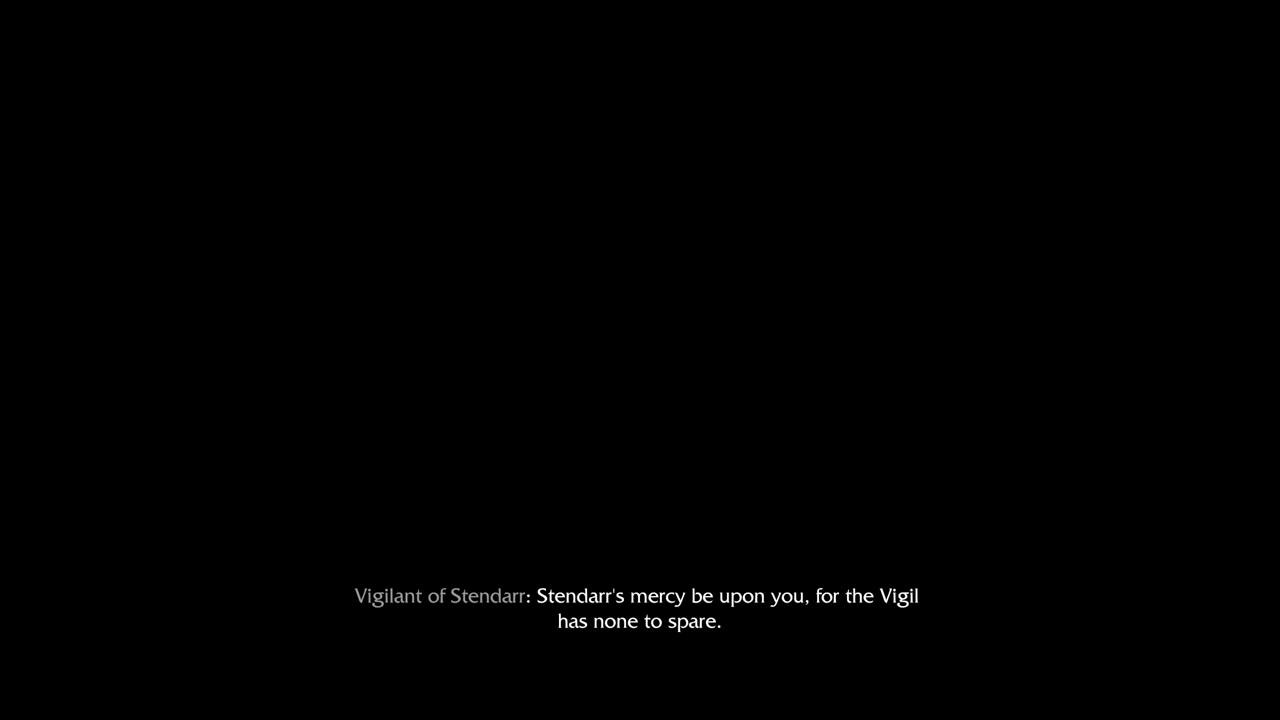 Vigilant of Stendarr: Stendarr's mercy be upon you, for the Vigil
has none to spare.